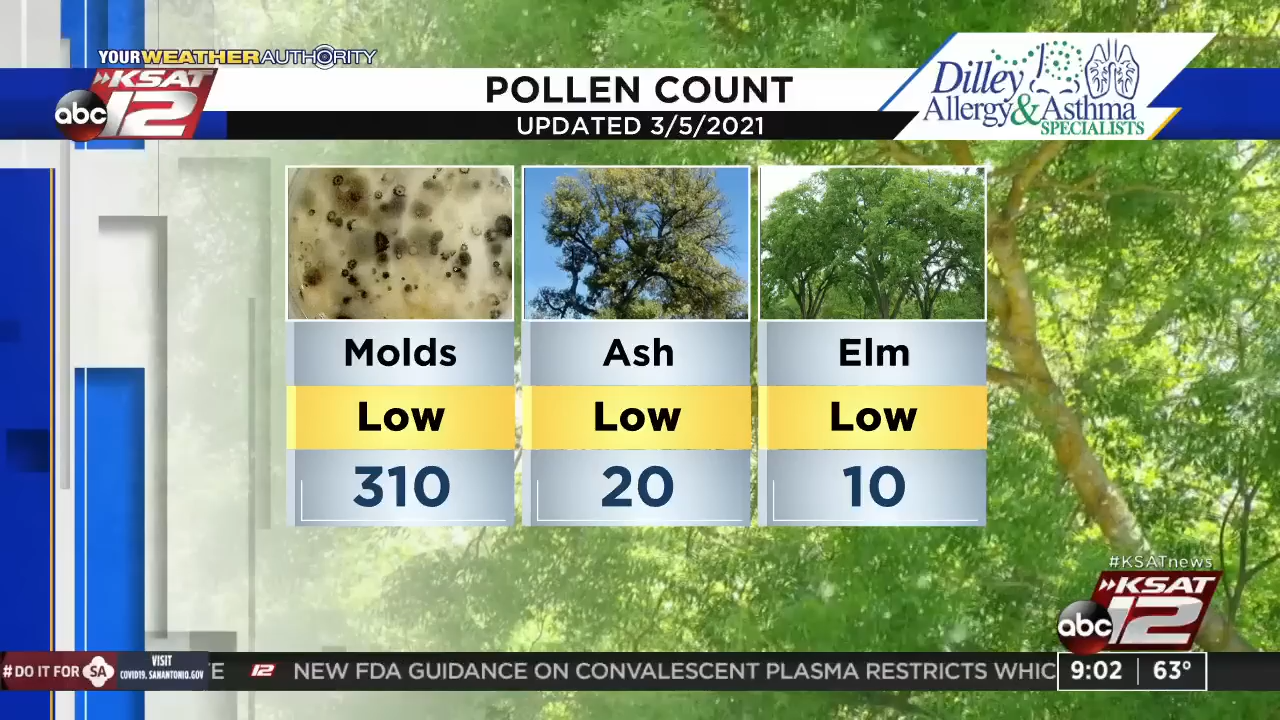 YOUR WEATHER AUTHORITY
KSAT
abc 12
POLLEN COUNT
UPDATED 3/5/2021
Dilley
Allergy & Asthma
SPECIALISTS
Molds Ash Elm
Low Low Low
310 20 10
#KSATnews
KSAT
abc 12
#DO IT FOR SA
VISIT
COVID19.SANANTONIO.GOV
E 12 NEW FDA GUIDANCE ON CONVALESCENT PLASMA RESTRICTS WHIC
9:02 63°